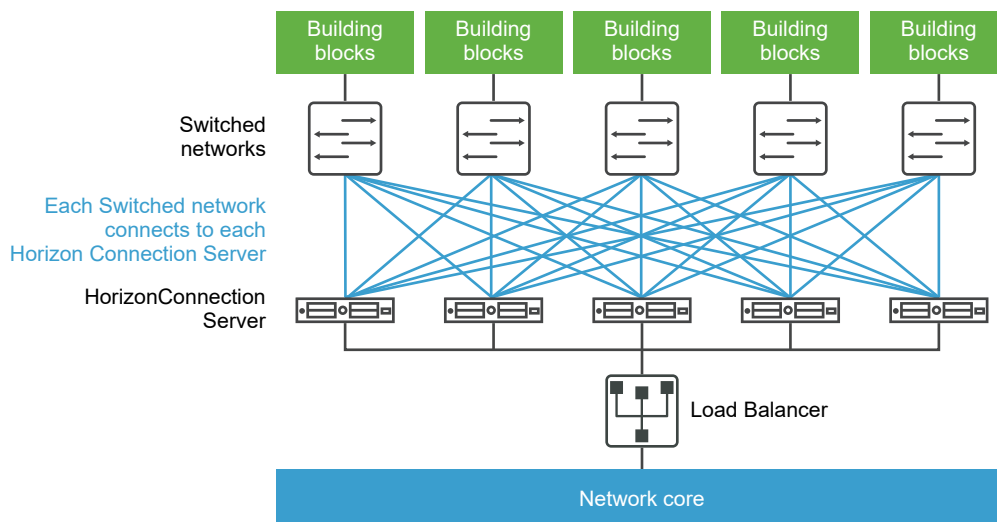 Building
blocks
Building
blocks
Building
blocks
Building
blocks
Building
blocks
Switched
networks
Each Switched network
connects to each
Horizon Connection Server
HorizonConnection
Server
Load Balancer
Network core